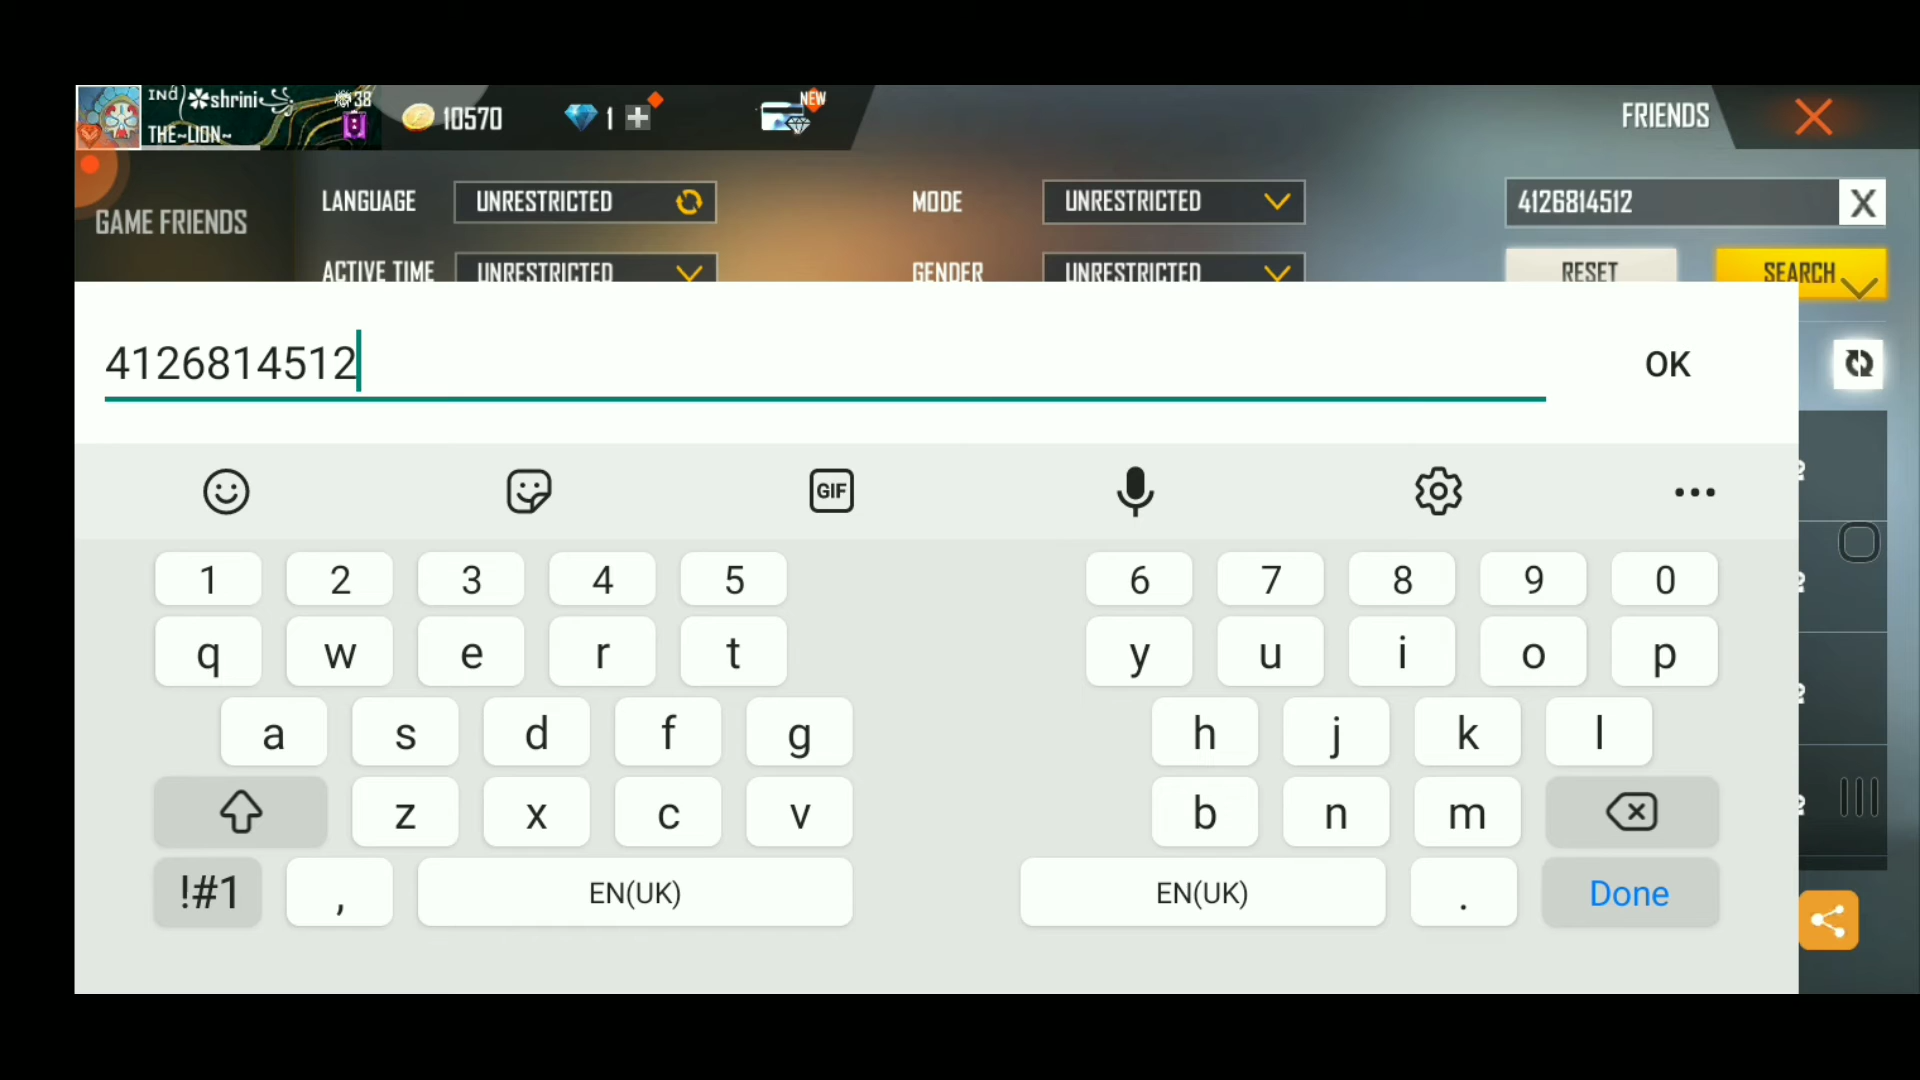 IND)✽shrini 38 10570 1 NEW FRIENDS
THE~LION~
LANGUAGE UNRESTRICTED MODE UNRESTRICTED 4126814512 X
GAME FRIENDS
ACTIVE TIME UNRESTRICTED GENDER UNRESTRICTED RESET SEARCH
4126814512 OK
GIF
1 2 3 4 5 6 7 8 9 0
q w e r t y u i o p
a s d f g h j k l
z x c v b n m
!#1 , EN(UK) EN(UK) . Done